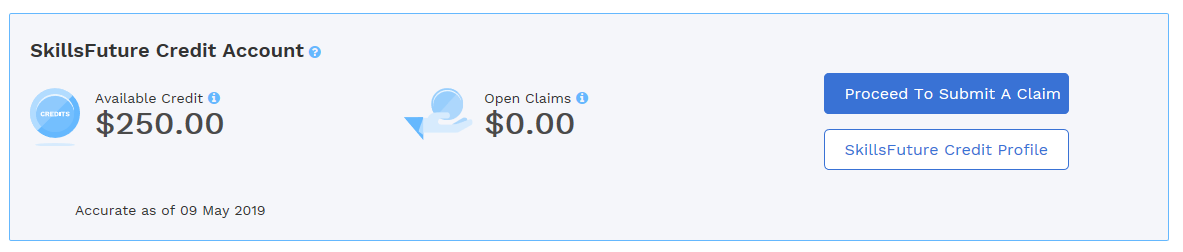 SkillsFuture Credit Account ?
CREDITS
Available Credit i
$250.00
Open Claims i
$0.00
Proceed To Submit A Claim
SkillsFuture Credit Profile
Accurate as of 09 May 2019